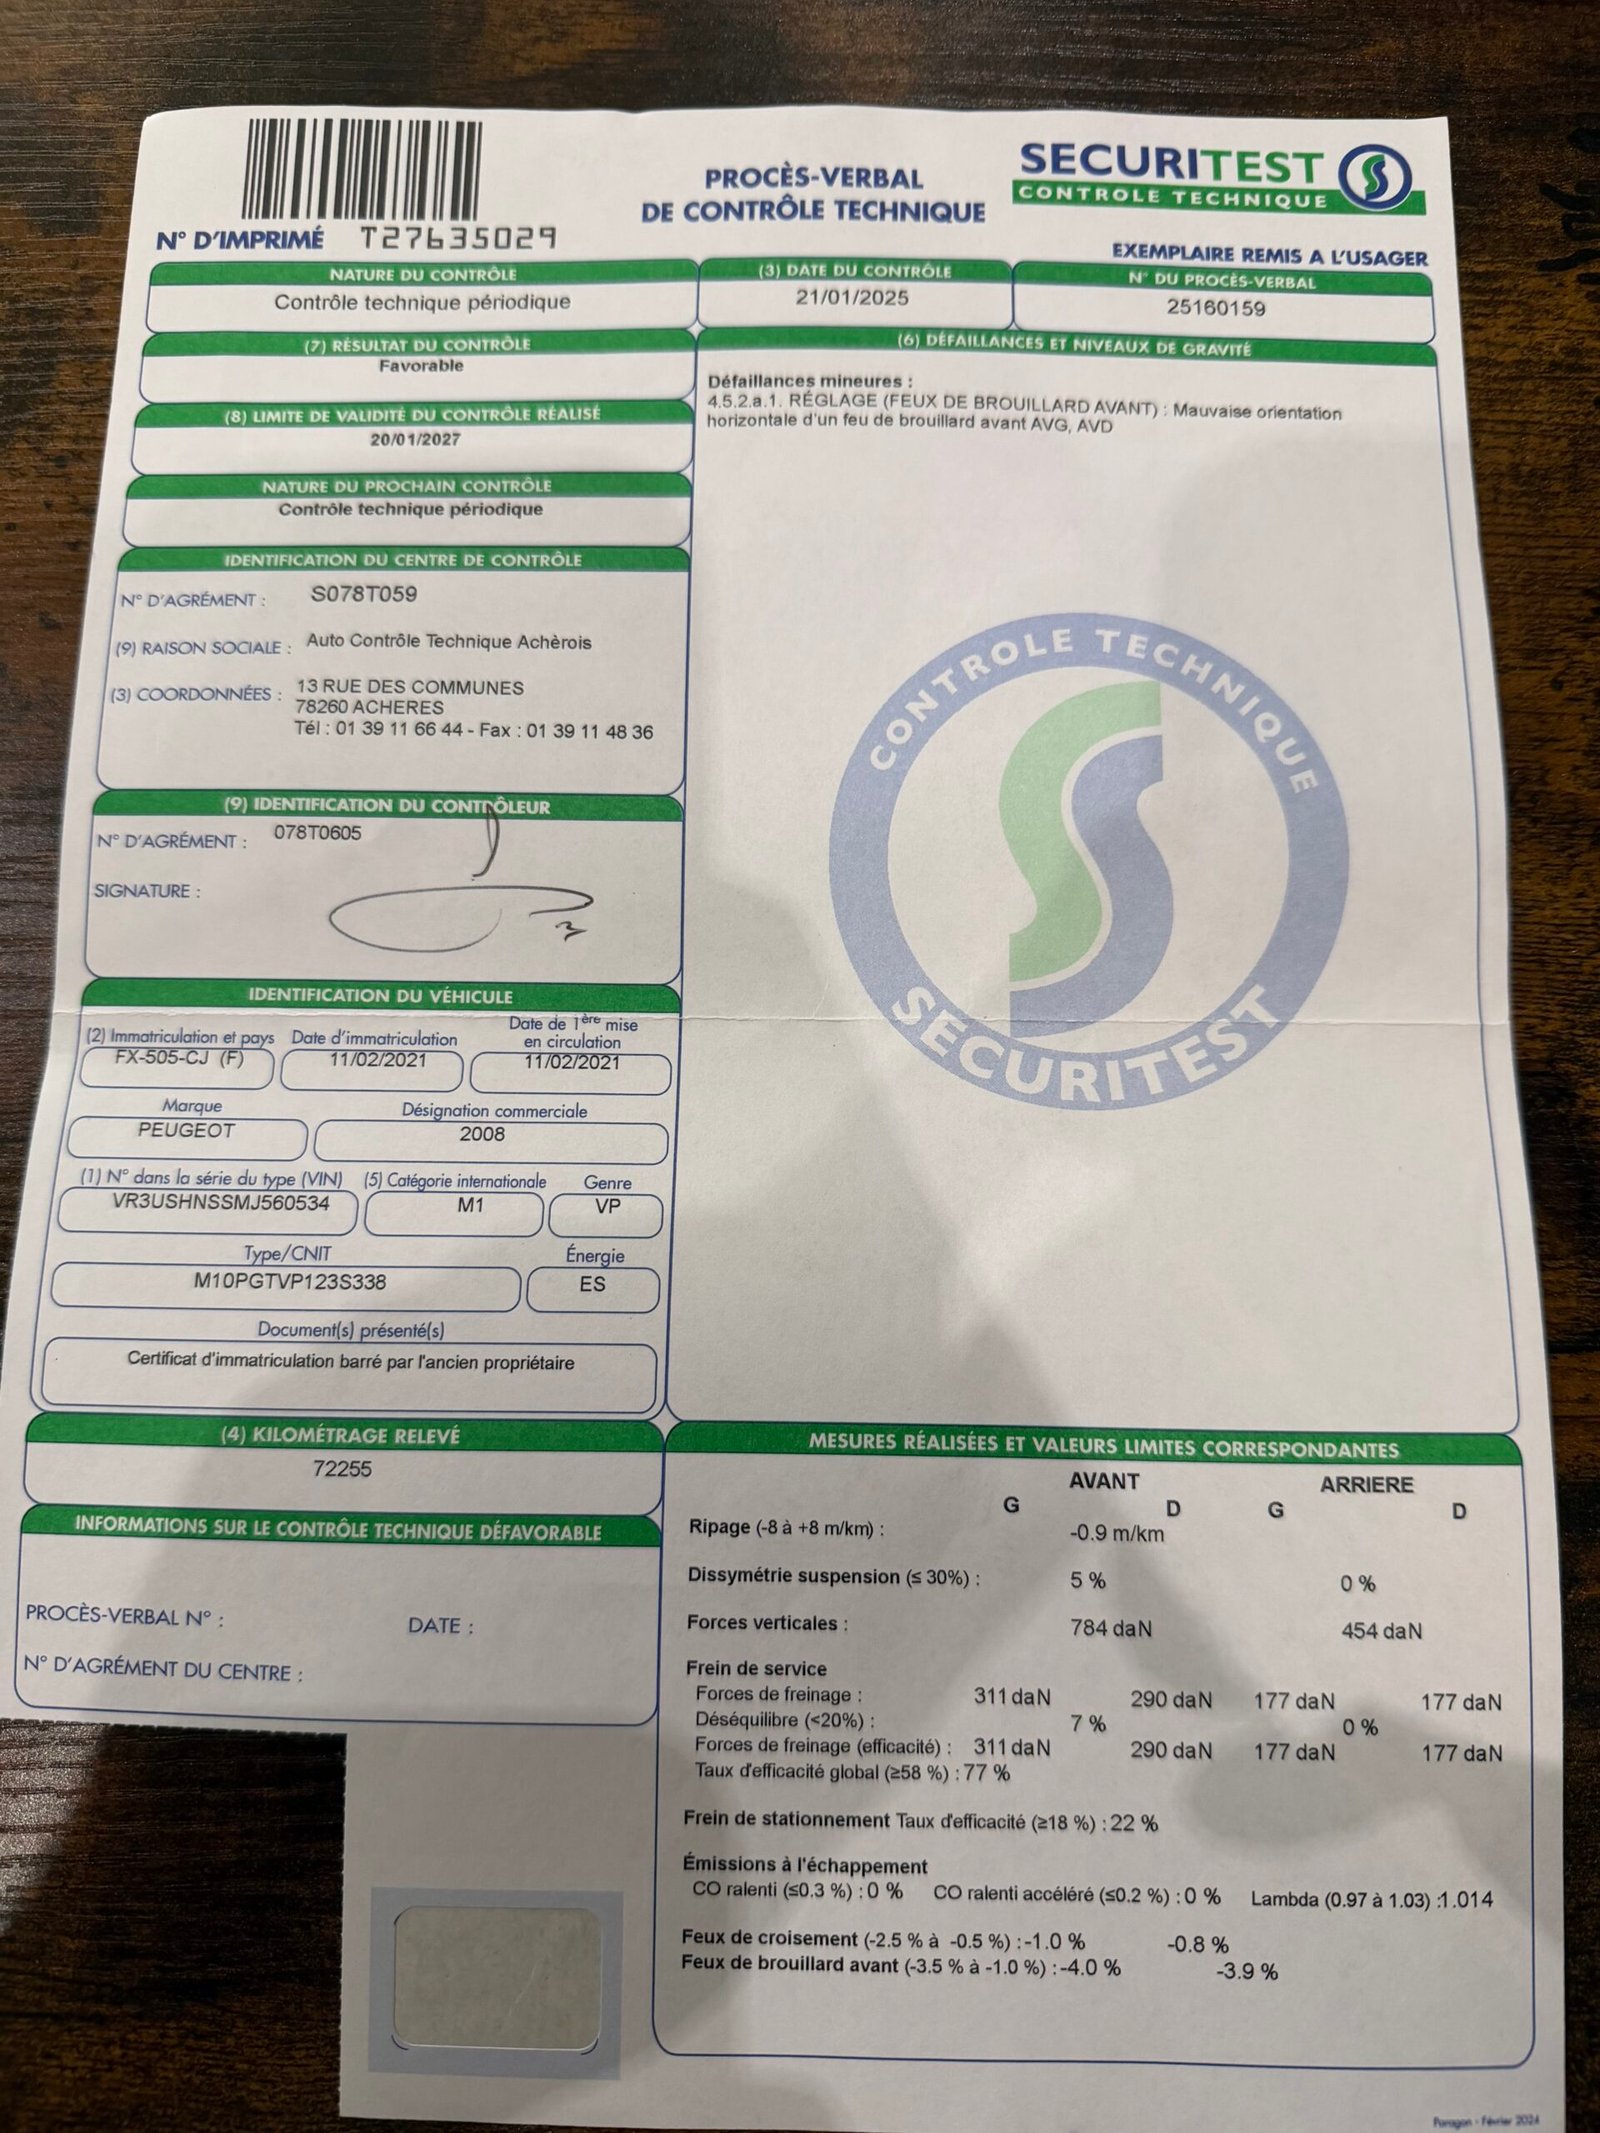 SECURITEST
CONTROLE TECHNIQUE
PROCÈS-VERBAL
DE CONTRÔLE TECHNIQUE
N° D'IMPRIMÉ T27635029
EXEMPLAIRE REMIS A L'USAGER
NATURE DU CONTRÔLE
Contrôle technique périodique
(3) DATE DU CONTRÔLE
21/01/2025
N° DU PROCÈS-VERBAL
25160159
(7) RÉSULTAT DU CONTRÔLE
Favorable
(8) LIMITE DE VALIDITÉ DU CONTRÔLE RÉALISÉ
20/01/2027
NATURE DU PROCHAIN CONTRÔLE
Contrôle technique périodique
IDENTIFICATION DU CENTRE DE CONTRÔLE
N° D'AGRÉMENT : S078T059
(9) RAISON SOCIALE : Auto Contrôle Technique Achèrois
(3) COORDONNÉES : 13 RUE DES COMMUNES
78260 ACHERES
Tél : 01 39 11 66 44 - Fax : 01 39 11 48 36
(9) IDENTIFICATION DU CONTRÔLEUR
N° D'AGRÉMENT : 078T0605
SIGNATURE :
IDENTIFICATION DU VÉHICULE
(2) Immatriculation et pays
FX-505-CJ (F)
Date d'immatriculation
11/02/2021
Date de 1ère mise
en circulation
11/02/2021
Marque
PEUGEOT
Désignation commerciale
2008
(1) N° dans la série du type (VIN)
VR3USHNSSMJ560534
(5) Catégorie internationale
M1
Genre
VP
Type/CNIT
M10PGTVP123S338
Énergie
ES
Document(s) présenté(s)
Certificat d'immatriculation barré par l'ancien propriétaire
(4) KILOMÉTRAGE RELEVÉ
72255
INFORMATIONS SUR LE CONTRÔLE TECHNIQUE DÉFAVORABLE
PROCÈS-VERBAL N° : DATE :
N° D'AGRÉMENT DU CENTRE :
(6) DÉFAILLANCES ET NIVEAUX DE GRAVITÉ
Défaillances mineures :
4.5.2.a.1. RÉGLAGE (FEUX DE BROUILLARD AVANT) : Mauvaise orientation
horizontale d'un feu de brouillard avant AVG, AVD
CONTROLE TECHNIQUE
SECURITEST
MESURES RÉALISÉES ET VALEURS LIMITES CORRESPONDANTES
AVANT ARRIERE
G D G D
Ripage (-8 à +8 m/km) : -0.9 m/km
Dissymétrie suspension (≤ 30%) : 5 % 0 %
Forces verticales : 784 daN 454 daN
Frein de service
Forces de freinage : 311 daN 290 daN 177 daN 177 daN
Déséquilibre (<20%) : 7 % 0 %
Forces de freinage (efficacité) : 311 daN 290 daN 177 daN 177 daN
Taux d'efficacité global (≥58 %) : 77 %
Frein de stationnement Taux d'efficacité (≥18 %) : 22 %
Émissions à l'échappement
CO ralenti (≤0.3 %) : 0 % CO ralenti accéléré (≤0.2 %) : 0 % Lambda (0.97 à 1.03) :1.014
Feux de croisement (-2.5 % à -0.5 %) : -1.0 % -0.8 %
Feux de brouillard avant (-3.5 % à -1.0 %) : -4.0 % -3.9 %
Paragon - Février 2024